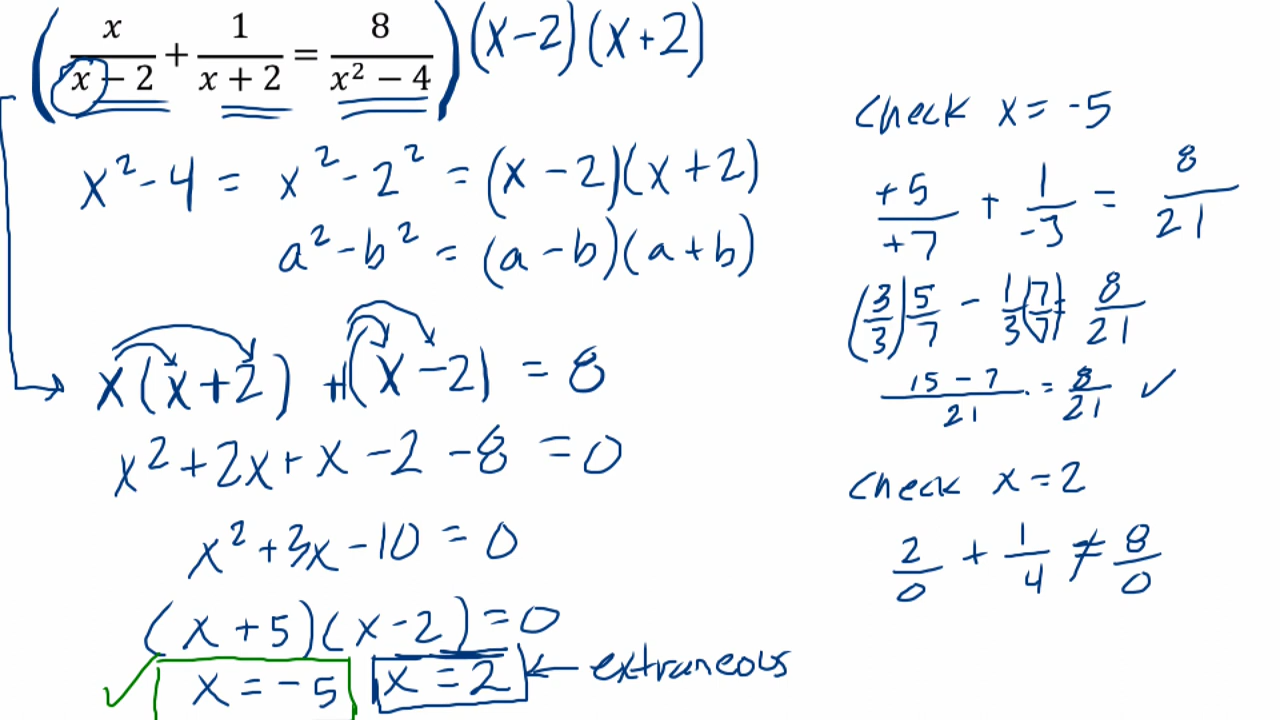 (x/(x − 2) + 1/(x + 2) = 8/(x² − 4)) (x-2)(x+2)
x²-4 = x²-2² = (x-2)(x+2)
a²-b² = (a-b)(a+b)
x(x+2) +1(x-2) = 8
x²+2x+x-2-8 = 0
x²+3x-10 = 0
(x+5)(x-2) = 0
✓ x = -5 x = 2 ← extraneous
check x = -5
+5/+7 + 1/-3 = 8/21
(3/3)5/7 - 1/3(7/7) = 8/21
(15-7)/21 = 8/21 ✓
check x = 2
2/0 + 1/4 ≠ 8/0